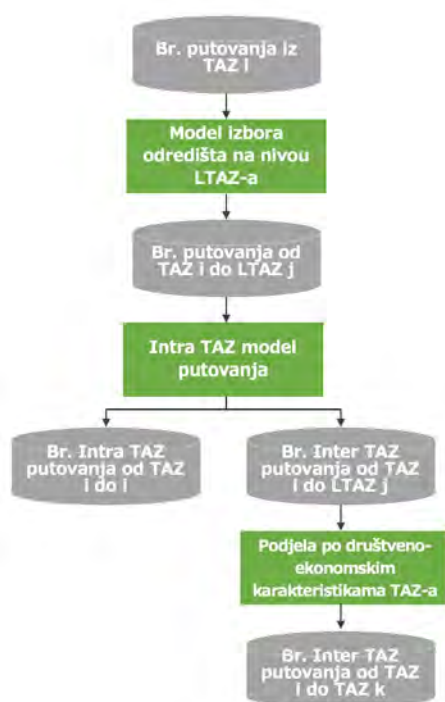 Br. putovanja iz
TAZ i
Model izbora
odredišta na nivou
LTAZ-a
Br. putovanja od
TAZ i do LTAZ j
Intra TAZ model
putovanja
Br. Intra TAZ
putovanja od TAZ
i do i
Br. Inter TAZ
putovanja od TAZ
i do LTAZ j
Podjela po društveno-
ekonomskim
karakteristikama TAZ-a
Br. Inter TAZ
putovanja od TAZ
i do TAZ k